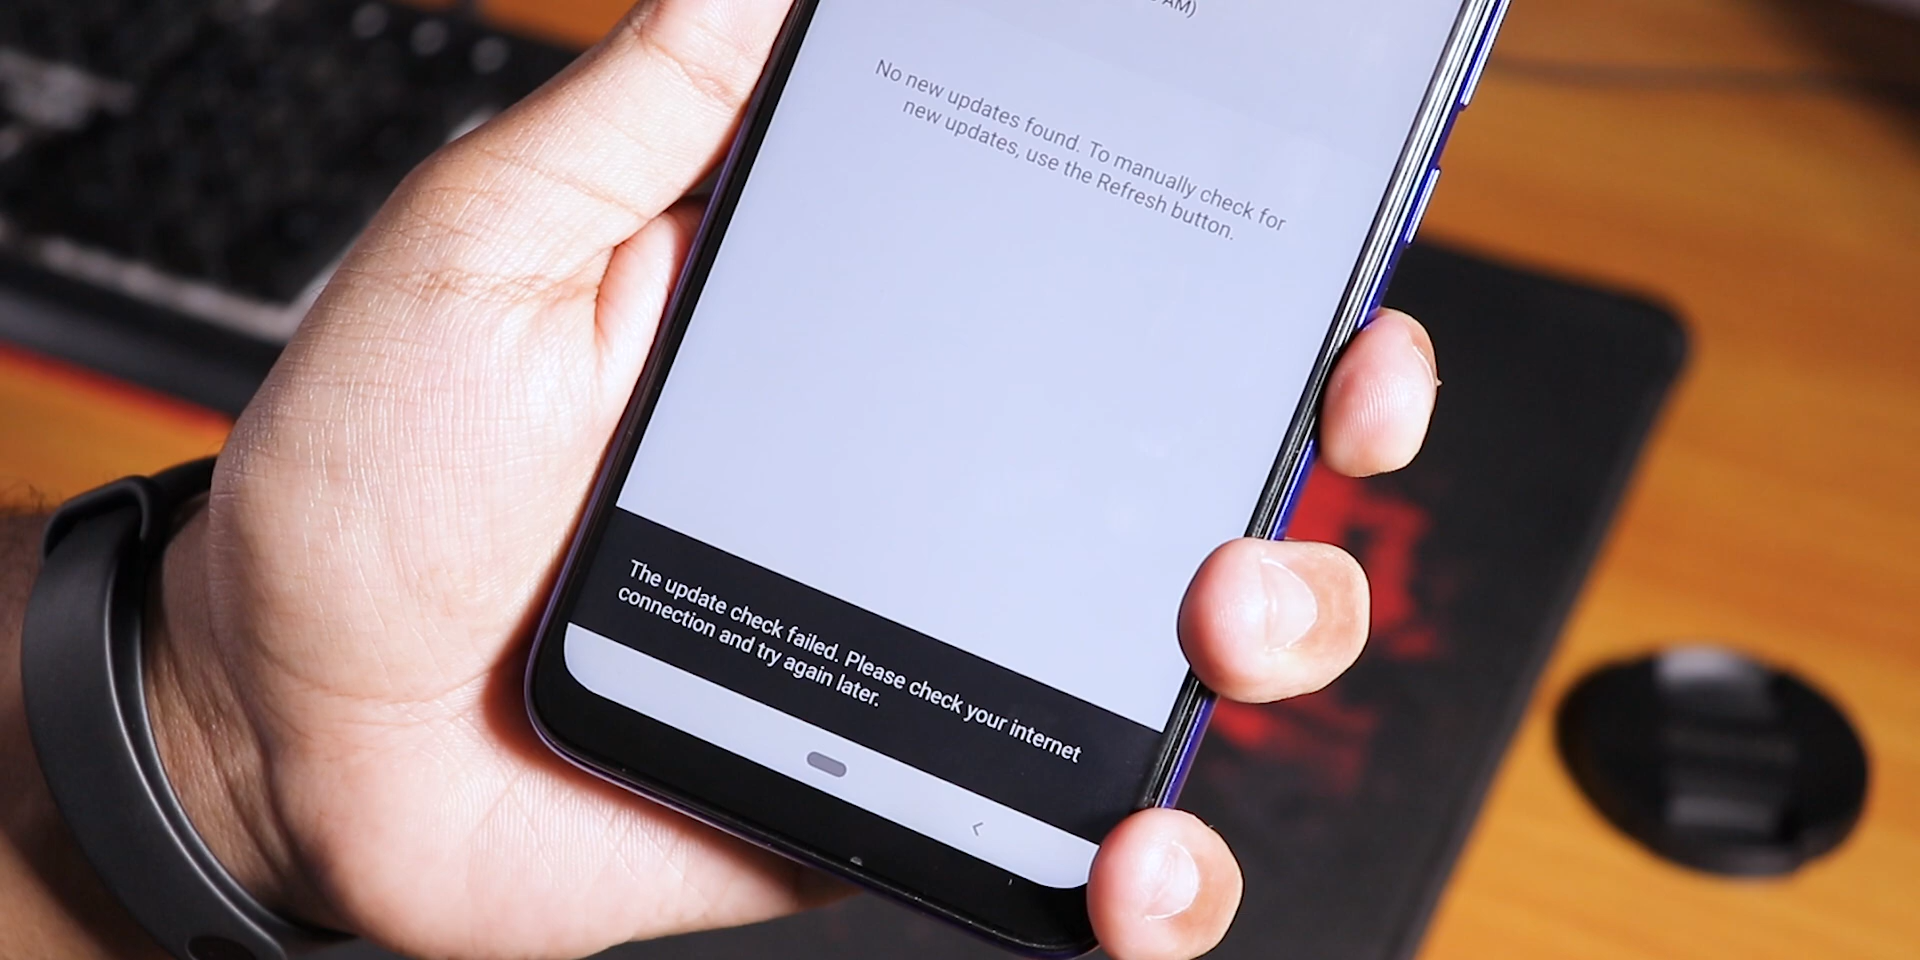 AM)
No new updates found. To manually check for
new updates, use the Refresh button.
The update check failed. Please check your internet
connection and try again later.